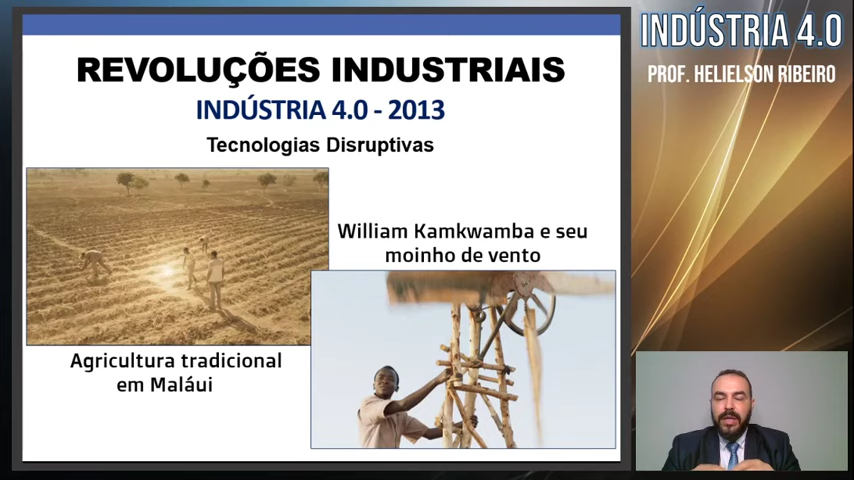 REVOLUÇÕES INDUSTRIAIS
INDÚSTRIA 4.0 - 2013
Tecnologias Disruptivas
William Kamkwamba e seu
moinho de vento
Agricultura tradicional
em Maláui
INDÚSTRIA 4.0
PROF. HELIELSON RIBEIRO